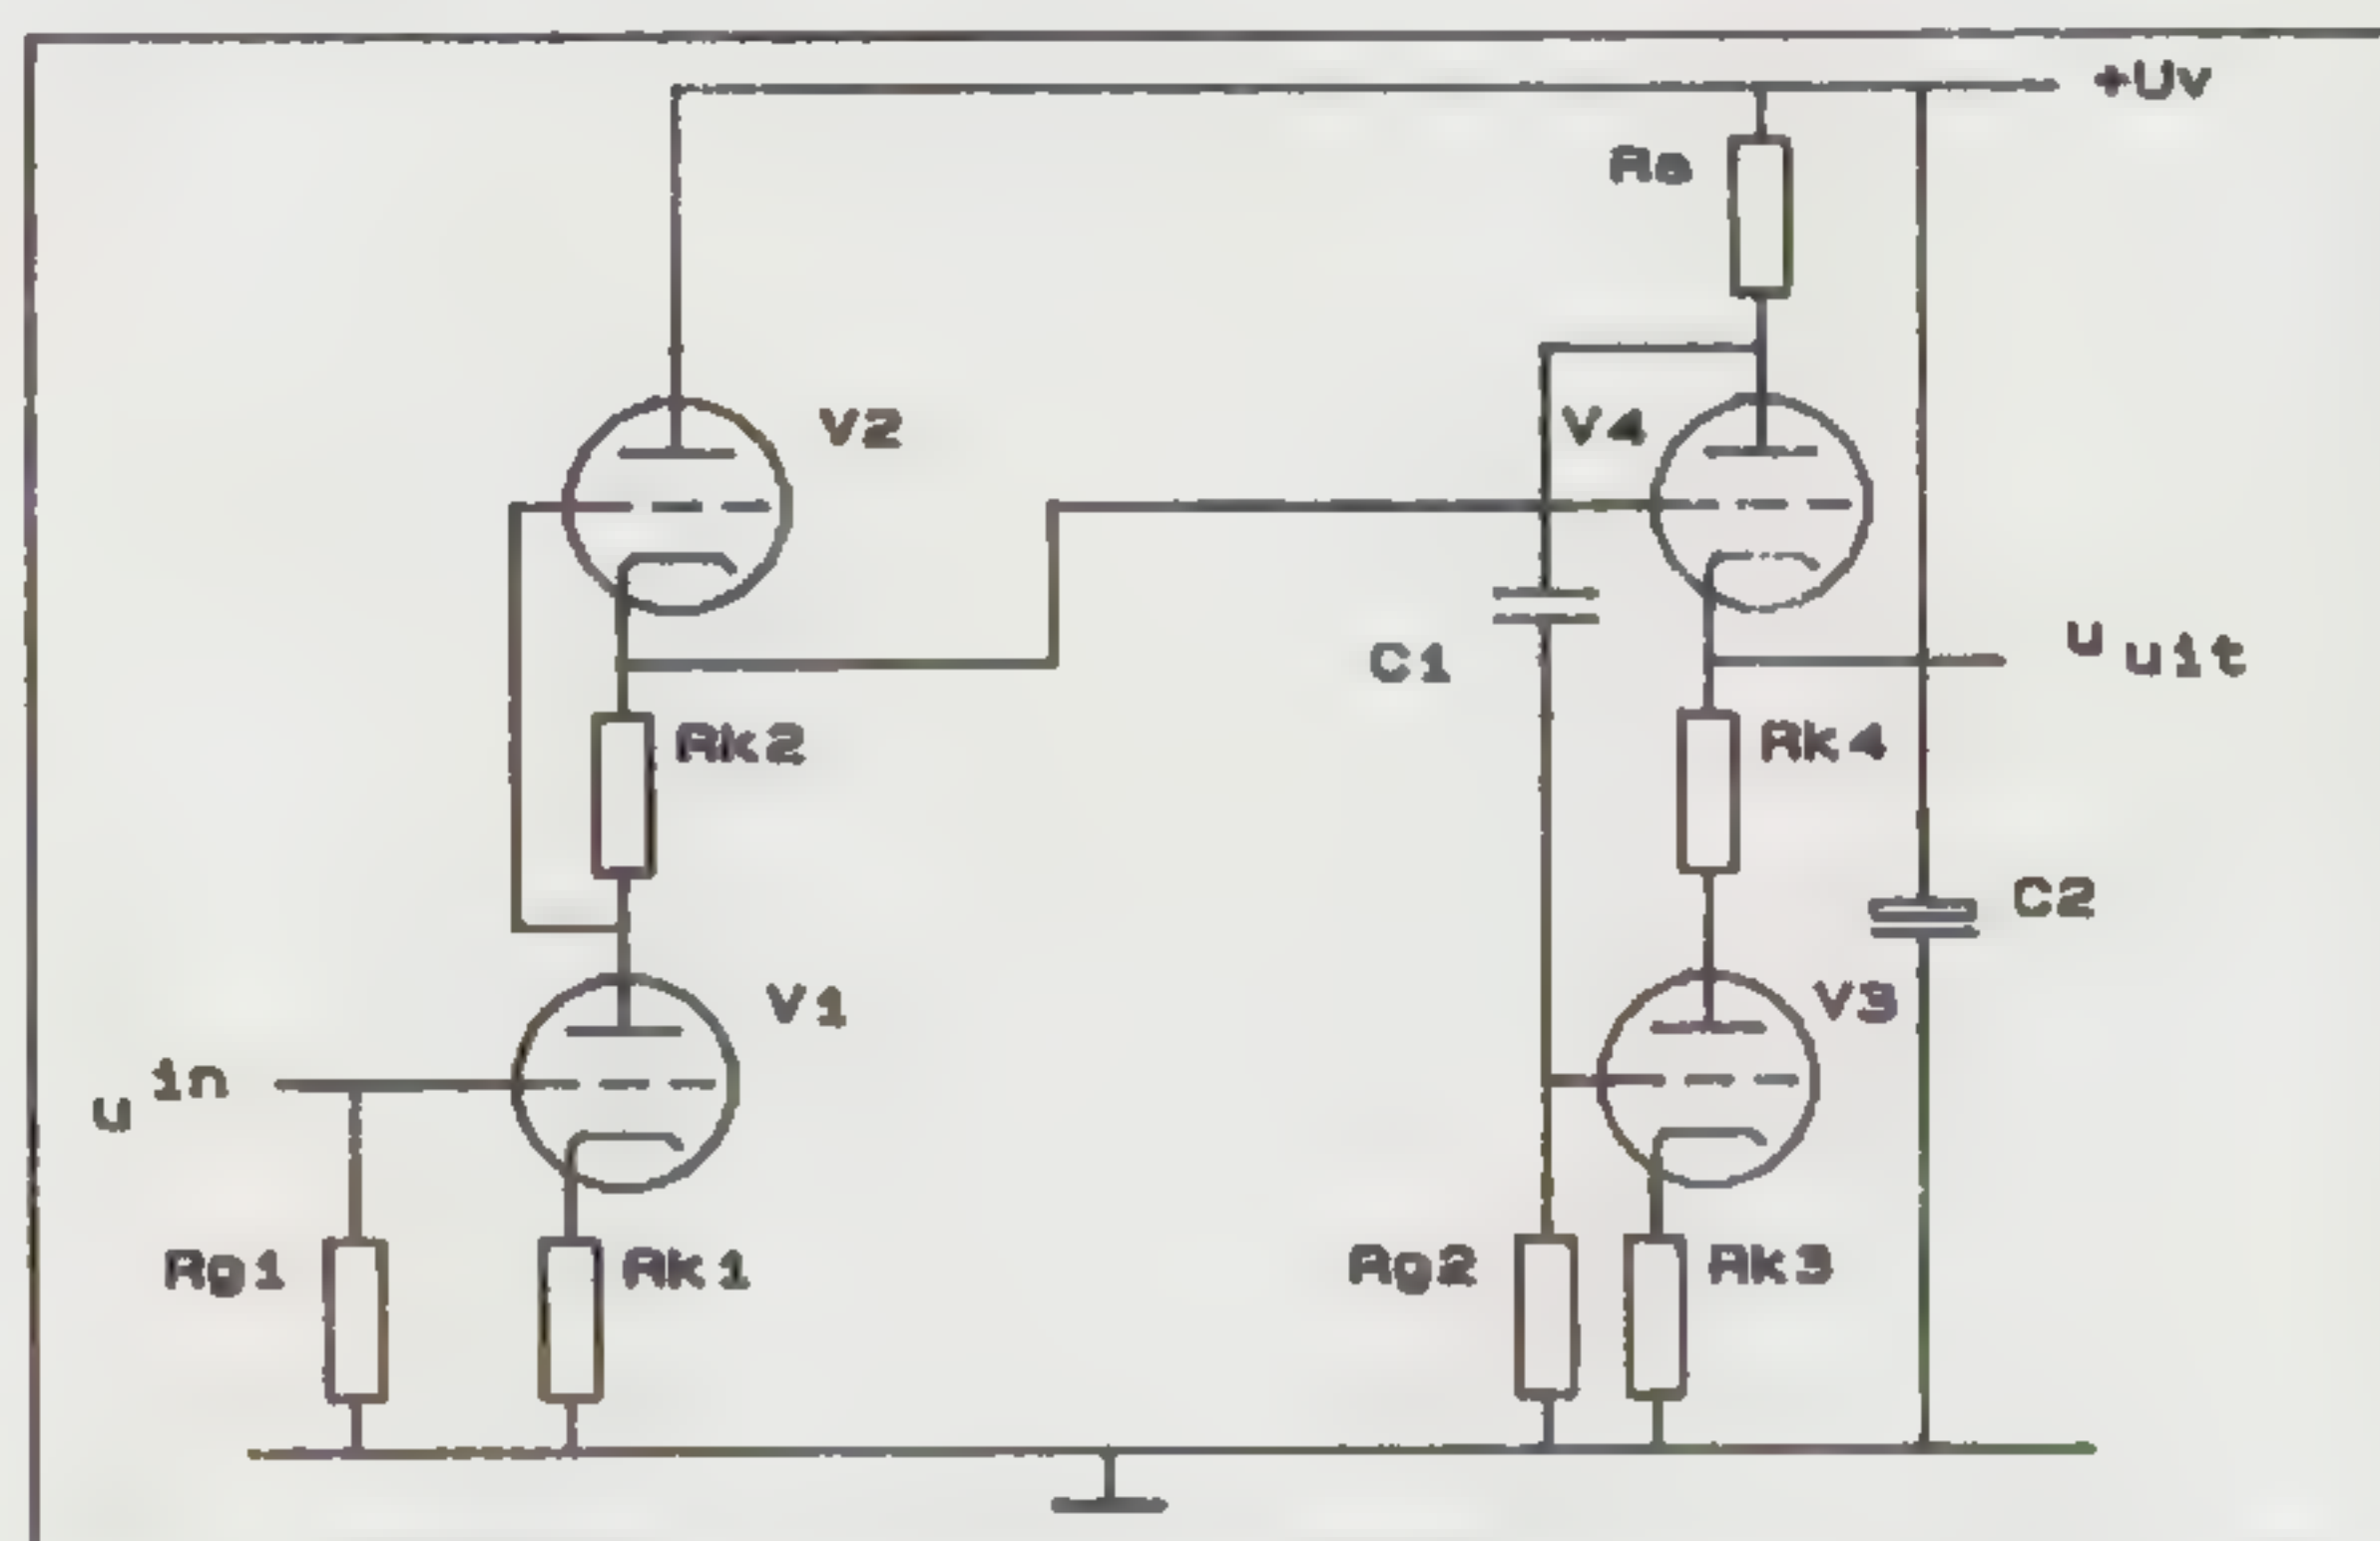 +Uv
Ra
V2
V4
C1
u uit
Rk2
Rk4
C2
V1
V3
u in
Rg1
Rk1
Rg2
Rk3